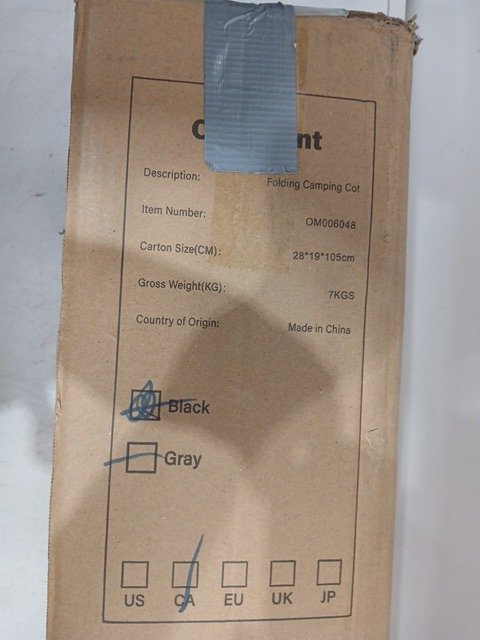 Description: Folding Camping Cot
Item Number: OM006048
Carton Size(CM): 28*19*105cm
Gross Weight(KG): 7KGS
Country of Origin: Made in China
Black
Gray
US CA EU UK JP